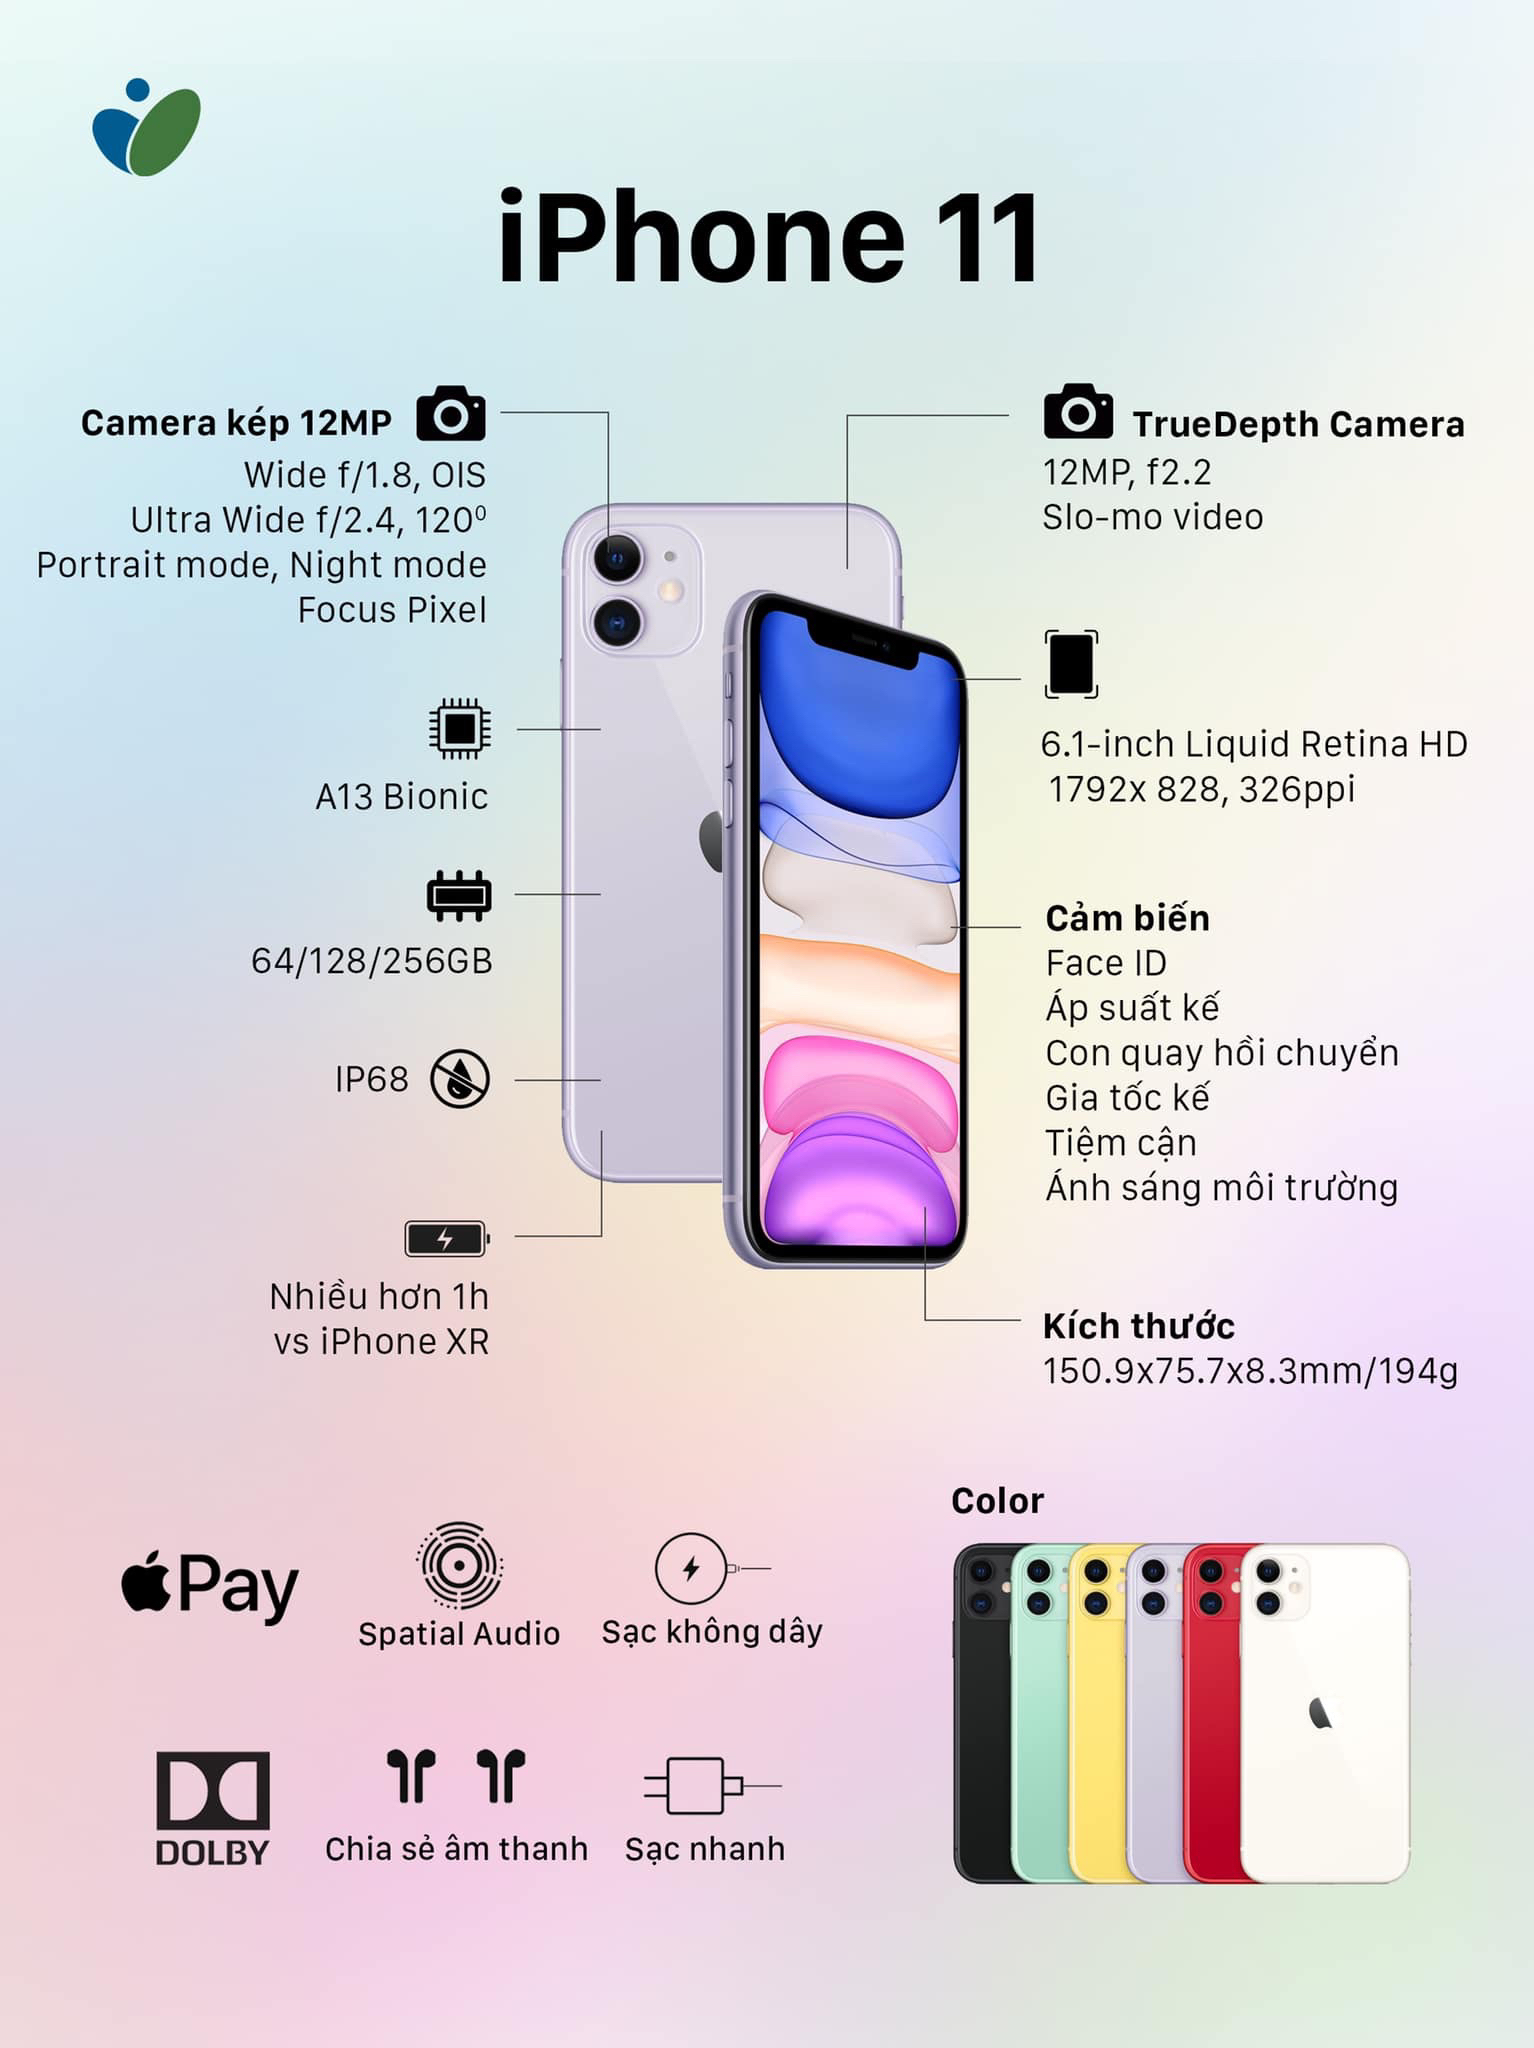 iPhone 11
Camera kép 12MP
Wide f/1.8, OIS
Ultra Wide f/2.4, 120⁰
Portrait mode, Night mode
Focus Pixel
A13 Bionic
64/128/256GB
IP68
Nhiều hơn 1h
vs iPhone XR
TrueDepth Camera
12MP, f2.2
Slo-mo video
6.1-inch Liquid Retina HD
1792x 828, 326ppi
Cảm biến
Face ID
Áp suất kế
Con quay hồi chuyển
Gia tốc kế
Tiệm cận
Ánh sáng môi trường
Kích thước
150.9x75.7x8.3mm/194g
Pay
Spatial Audio
Sạc không dây
DOLBY
Chia sẻ âm thanh
Sạc nhanh
Color